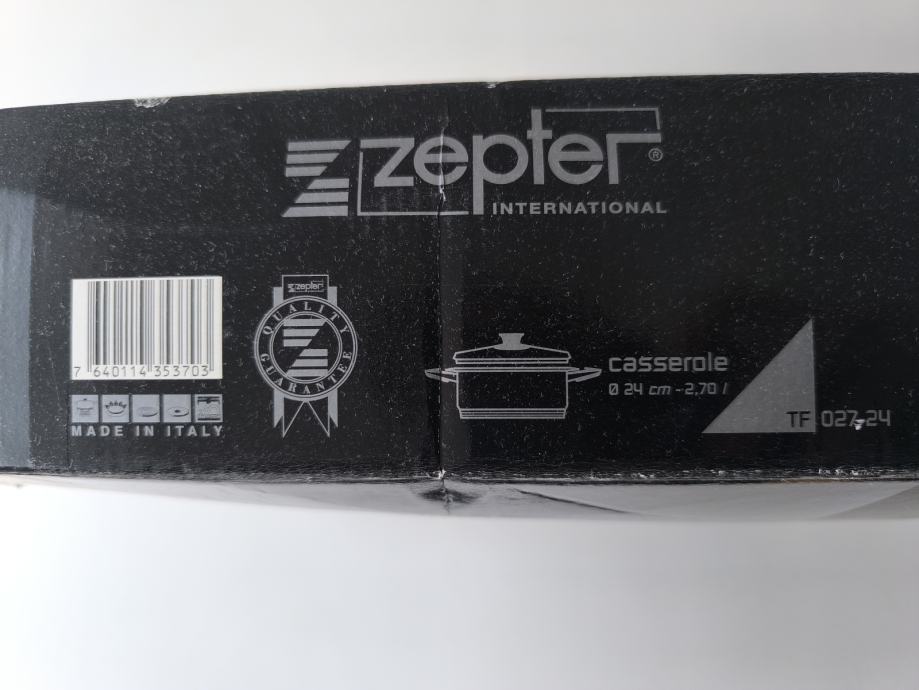 zepter®
INTERNATIONAL
7 640114 353703
MADE IN ITALY
zepter
QUALITY
GUARANTEE
casserole
Ø 24 cm - 2,70 l
TF 027-24